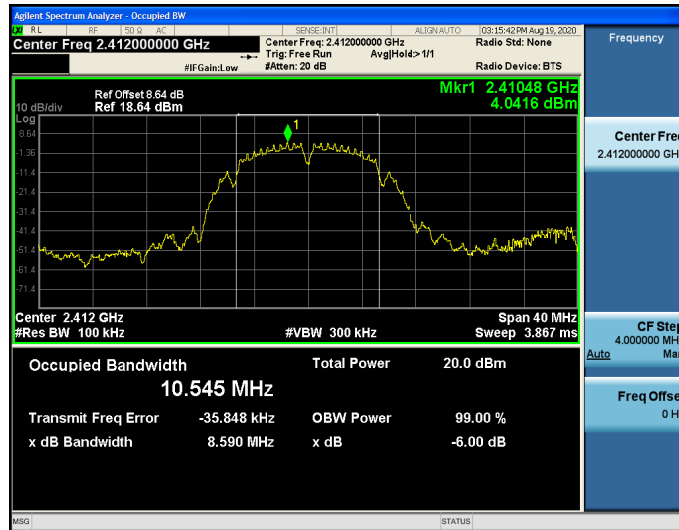 Agilent Spectrum Analyzer - Occupied BW
LXI RL RF 50 Ω AC SENSE:INT ALIGN AUTO 03:15:42 PM Aug 19, 2020
Center Freq 2.412000000 GHz
Center Freq: 2.412000000 GHz
Radio Std: None
Trig: Free Run Avg|Hold:> 1/1
#IFGain:Low #Atten: 20 dB Radio Device: BTS
Frequency
Ref Offset 8.64 dB
Mkr1 2.41048 GHz
10 dB/div Ref 18.64 dBm 4.0416 dBm
Log
1
8.64
-1.36
-11.4
-21.4
-31.4
-41.4
-51.4
-61.4
-71.4
Center 2.412 GHz Span 40 MHz
#Res BW 100 kHz #VBW 300 kHz Sweep 3.867 ms
Occupied Bandwidth Total Power 20.0 dBm
10.545 MHz
Transmit Freq Error -35.848 kHz OBW Power 99.00 %
x dB Bandwidth 8.590 MHz x dB -6.00 dB
Center Fre
2.412000000 GH
CF Ste
4.000000 MH
Auto Ma
Freq Offse
0 H
MSG STATUS